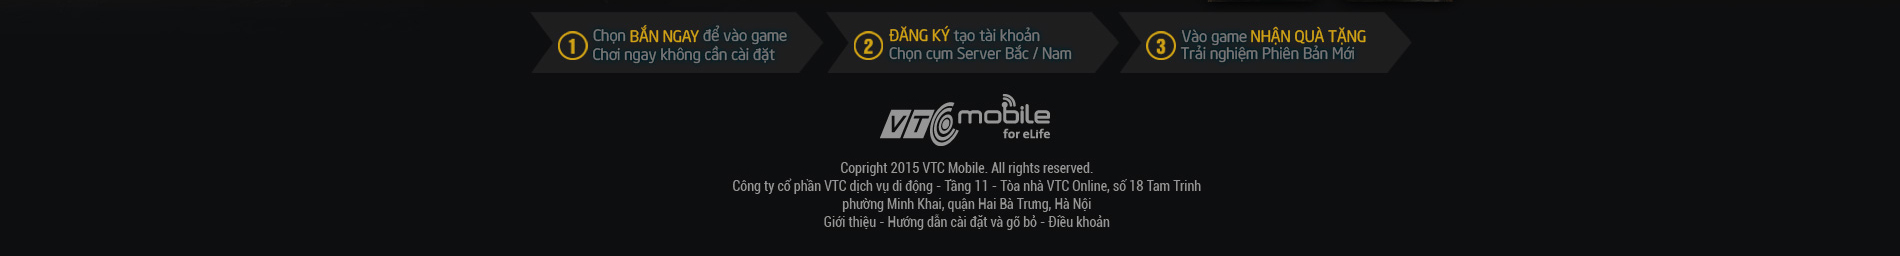 1 Chọn BẮN NGAY để vào game
Chơi ngay không cần cài đặt
2 ĐĂNG KÝ tạo tài khoản
Chọn cụm Server Bắc / Nam
3 Vào game NHẬN QUÀ TẶNG
Trải nghiệm Phiên Bản Mới
VTC mobile
for eLife
Copright 2015 VTC Mobile. All rights reserved.
Công ty cổ phần VTC dịch vụ di động - Tầng 11 - Tòa nhà VTC Online, số 18 Tam Trinh
phường Minh Khai, quận Hai Bà Trưng, Hà Nội
Giới thiệu - Hướng dẫn cài đặt và gõ bỏ - Điều khoản